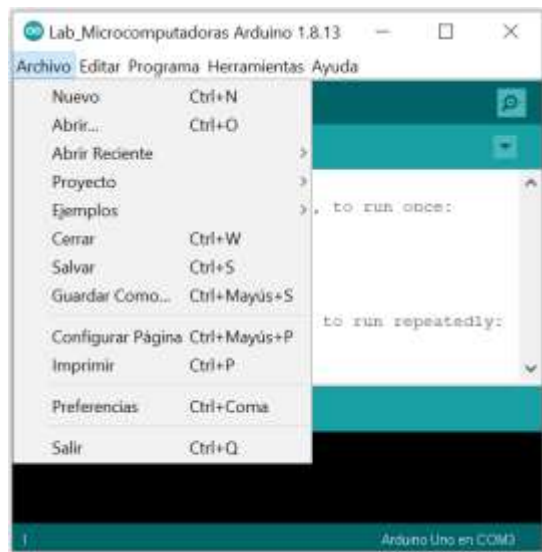 Lab_Microcomputadoras Arduino 1.8.13
Archivo Editar Programa Herramientas Ayuda
Nuevo Ctrl+N
Abrir... Ctrl+O
Abrir Reciente
Proyecto
Ejemplos
, to run once:
Cerrar Ctrl+W
Salvar Ctrl+S
Guardar Como... Ctrl+Mayús+S
to run repeatedly:
Configurar Página Ctrl+Mayús+P
Imprimir Ctrl+P
Preferencias Ctrl+Coma
Salir Ctrl+Q
1
Arduino Uno en COM3